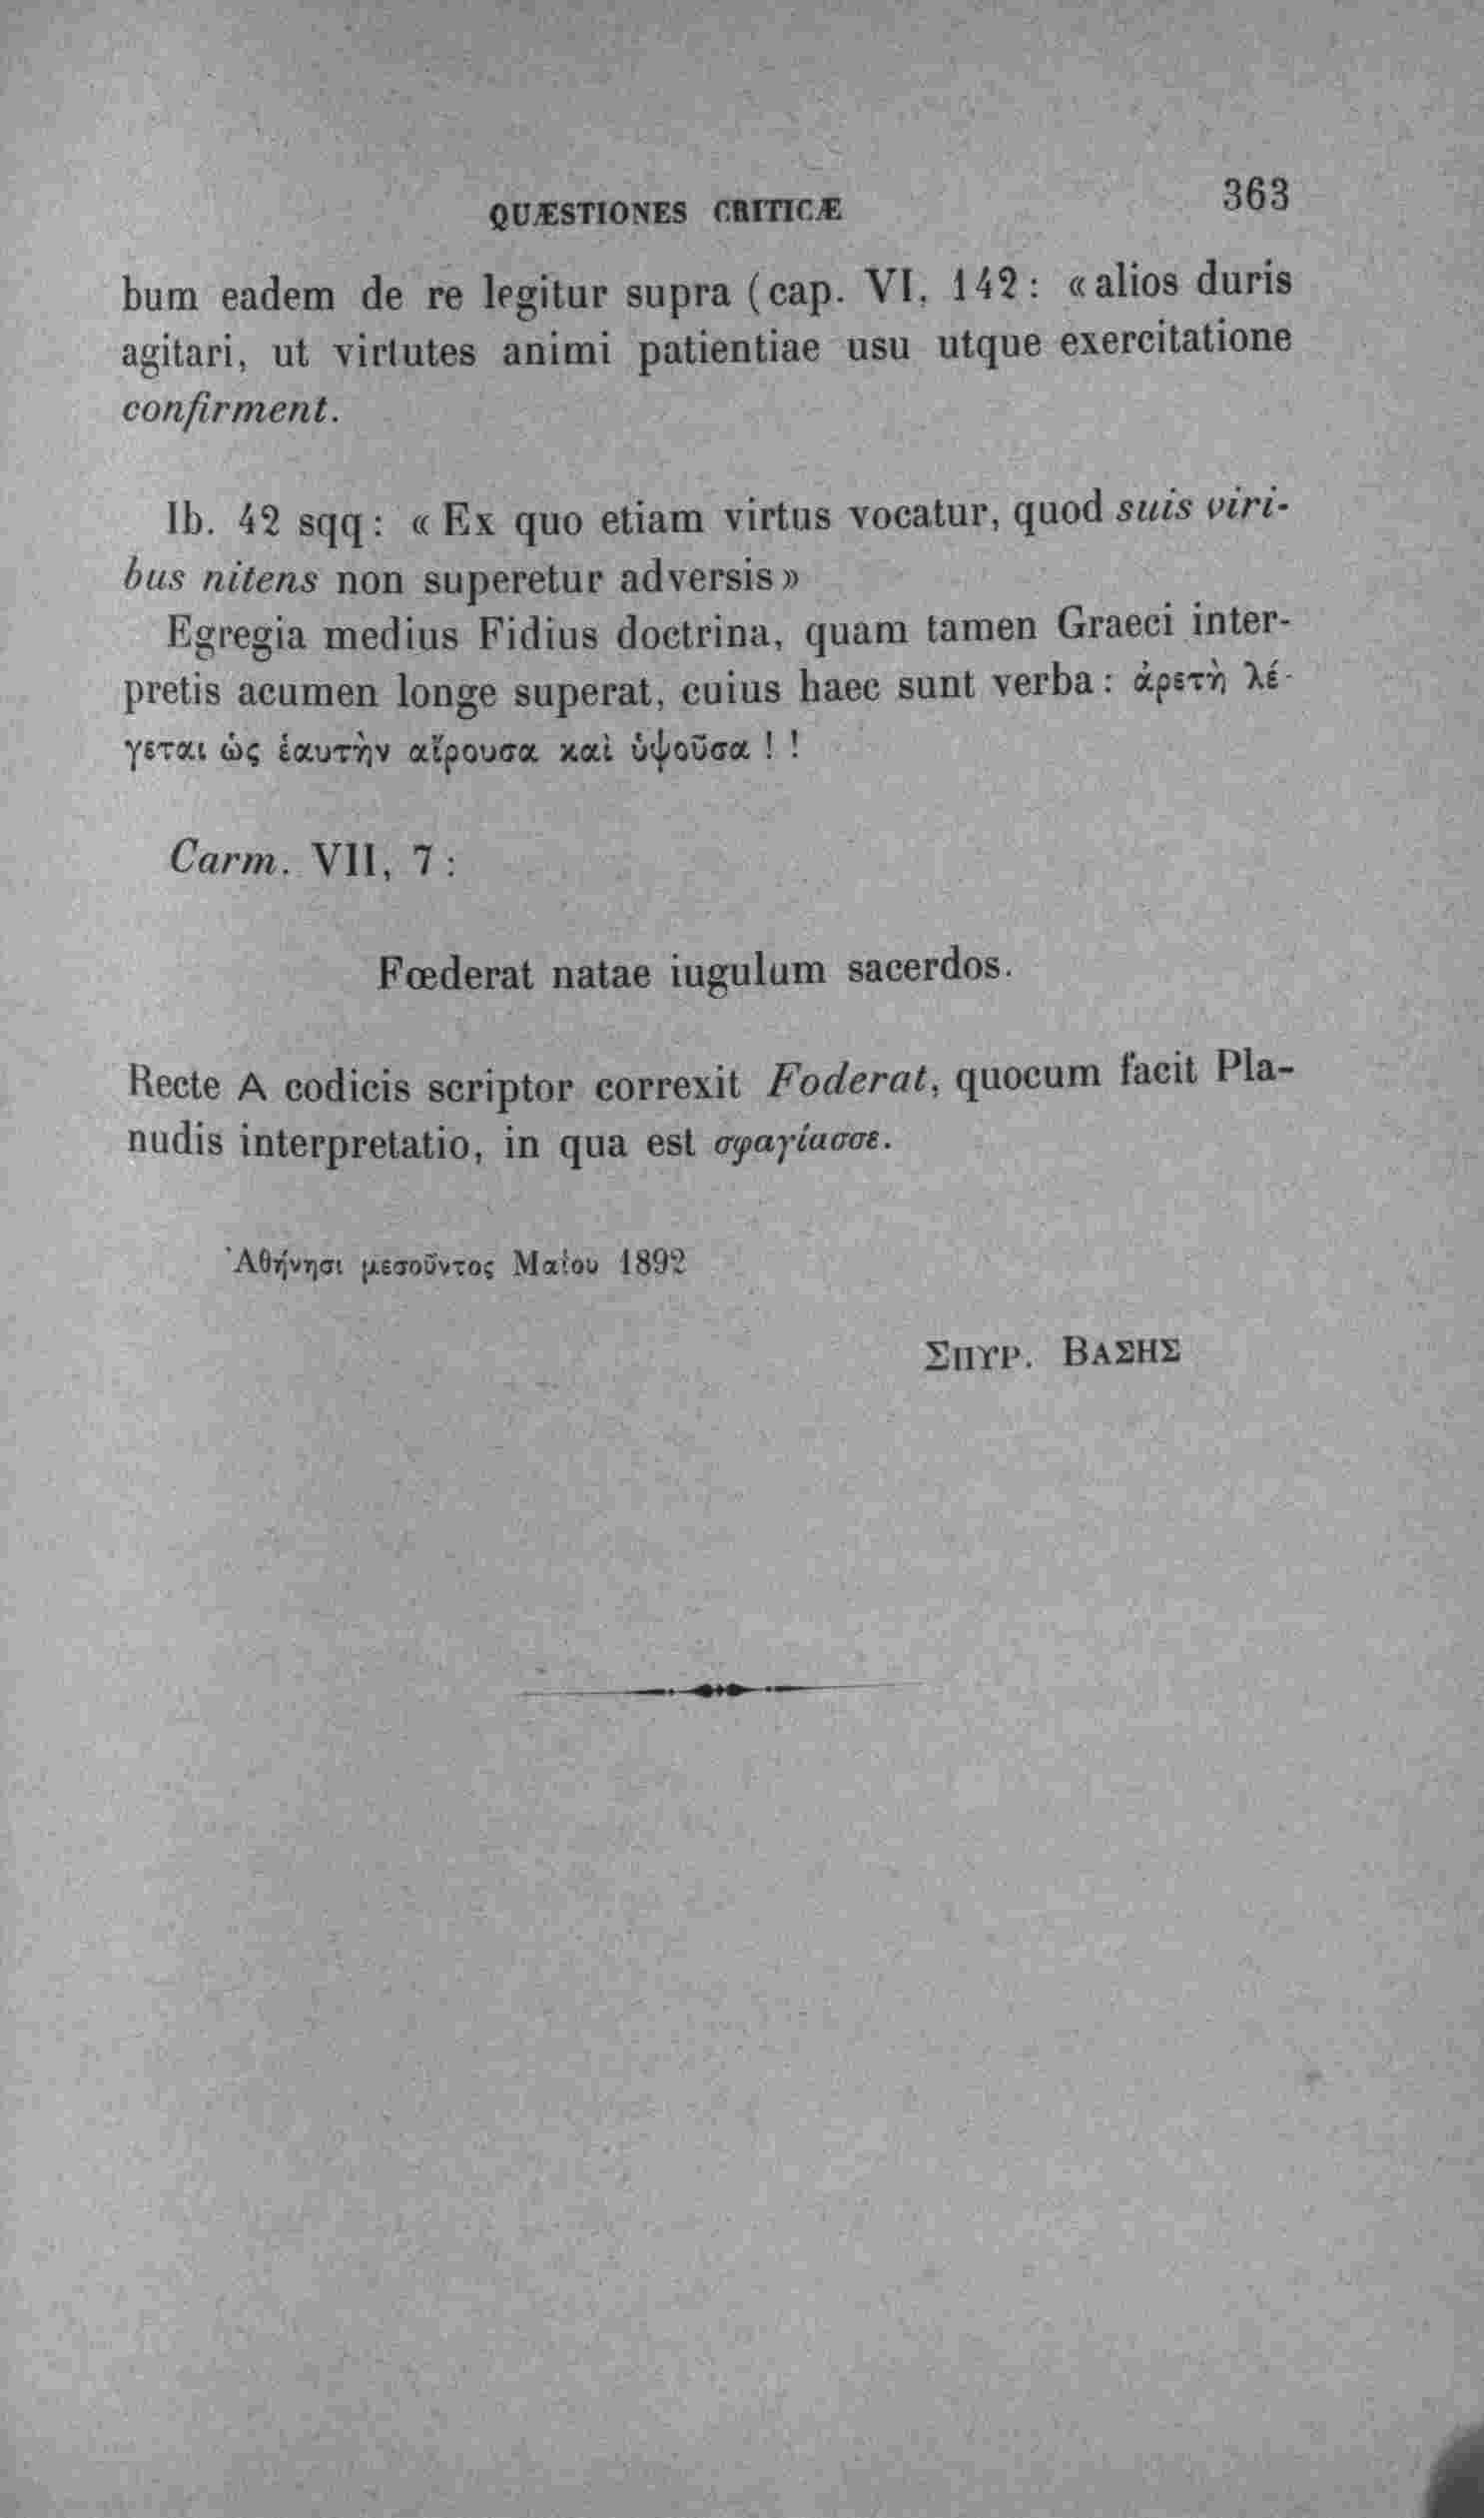 QUÆSTIONES CRITICÆ 363
bum eadem de re legitur supra (cap. VI, 142: «alios duris
agitari, ut virtutes animi patientiae usu utque exercitatione
confirment.
Ib. 42 sqq: «Ex quo etiam virtus vocatur, quod suis viri-
bus nitens non superetur adversis»
Egregia medius Fidius doctrina, quam tamen Graeci inter-
pretis acumen longe superat, cuius haec sunt verba: ἀρετὴ λέ-
γεται ὡς ἑαυτὴν αἴρουσα καὶ ὑψοῦσα ! !
Carm. VII, 7:
Fœderat natae iugulum sacerdos.
Recte A codicis scriptor correxit Foderat, quocum facit Pla-
nudis interpretatio, in qua est σφαγίασσε.
Ἀθήνησι μεσοῦντος Μαΐου 1892
ΣΠΥΡ. ΒΑΣΗΣ